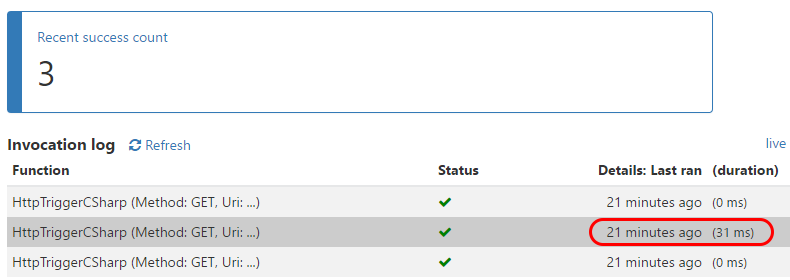 Recent success count
3
Invocation log Refresh live
Function Status Details: Last ran (duration)
HttpTriggerCSharp (Method: GET, Uri: ...) 21 minutes ago (0 ms)
HttpTriggerCSharp (Method: GET, Uri: ...) 21 minutes ago (31 ms)
HttpTriggerCSharp (Method: GET, Uri: ...) 21 minutes ago (0 ms)